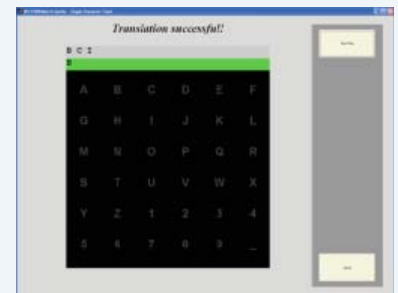 Translation successful!
B C I
B
A B C D E F
G H I J K L
M N O P Q R
S T U V W X
Y Z 1 2 3 4
5 6 7 8 9 _